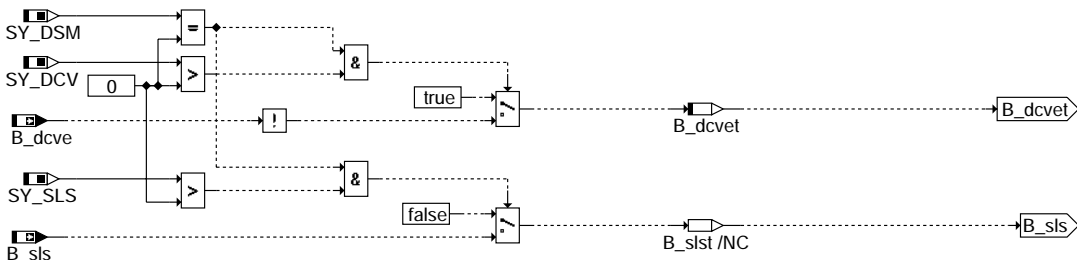 SY_DSM
=
SY_DCV
0
>
&
true
B_dcve
!
B_dcvet
B_dcvet
SY_SLS
>
&
false
B_sls
B_slst /NC
B_sls